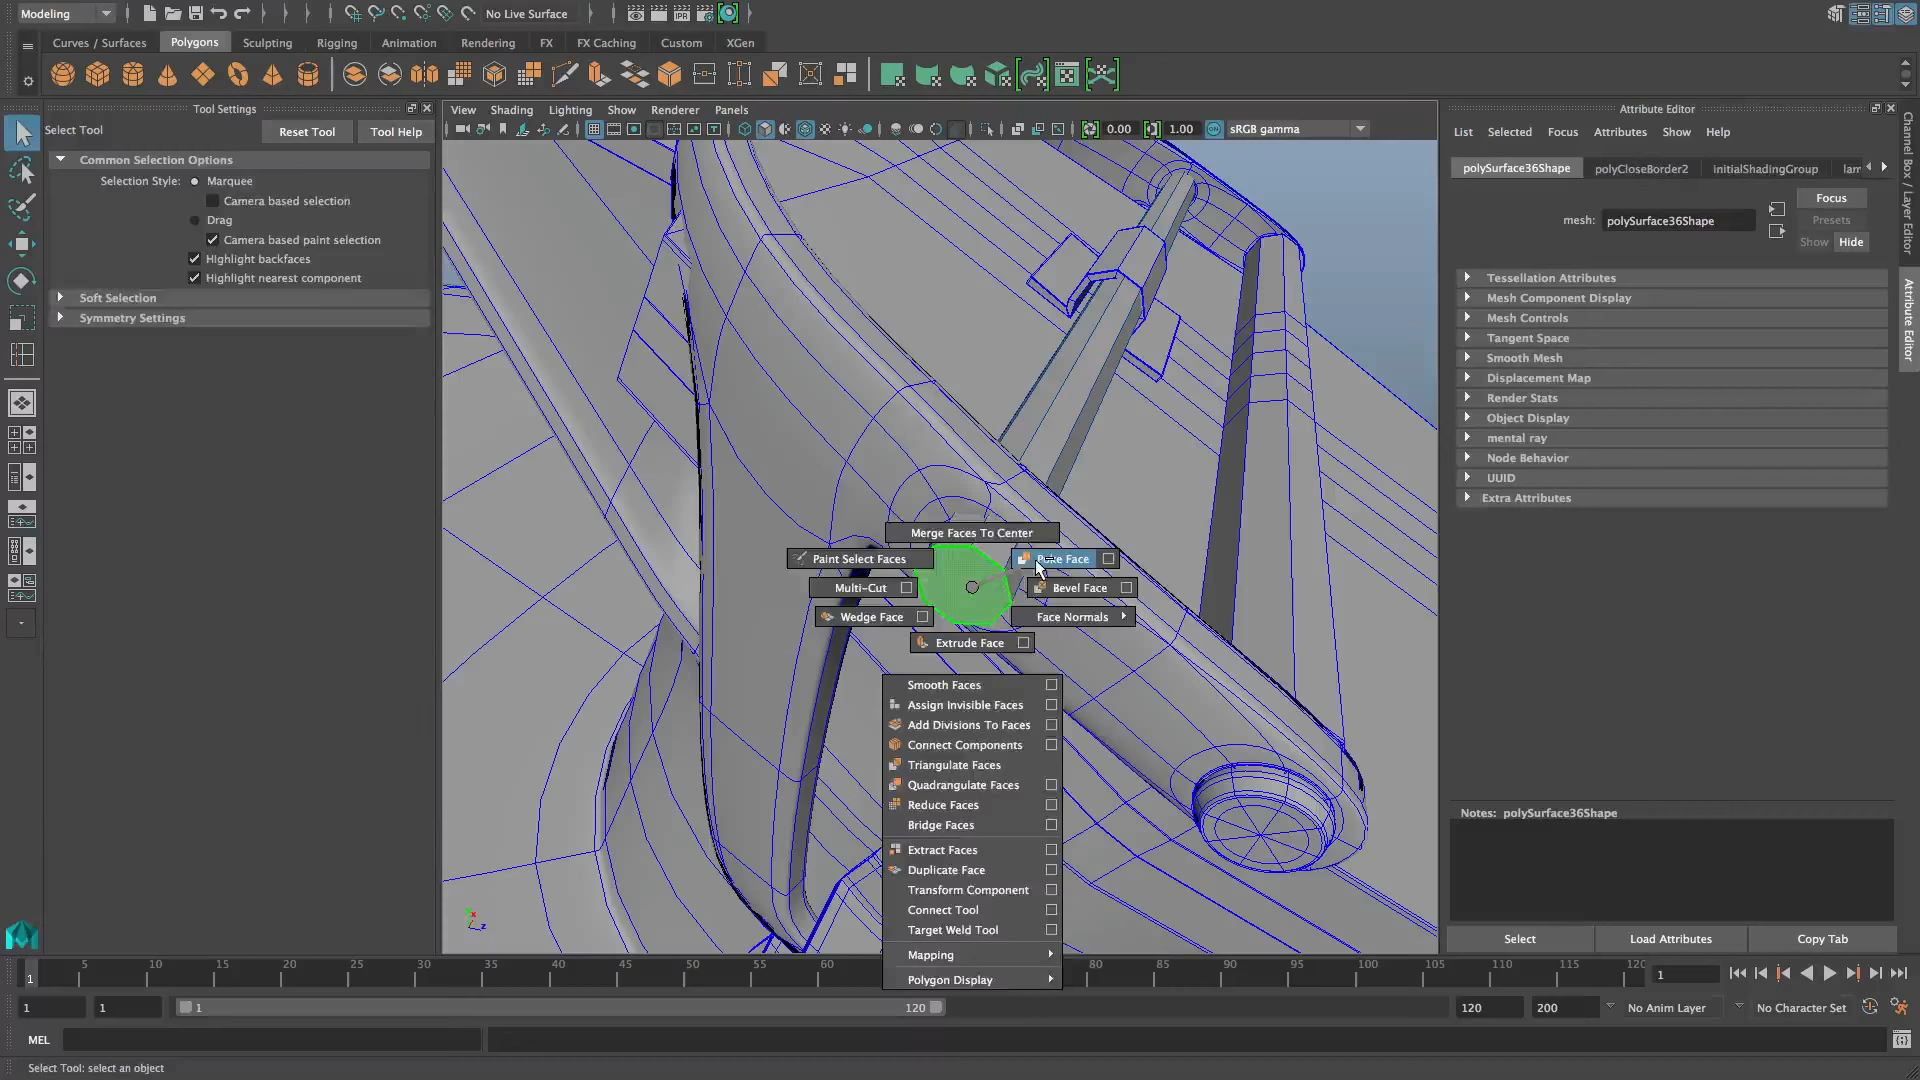 Modeling
No Live Surface
IPR
Curves / Surfaces Polygons Sculpting Rigging Animation Rendering FX FX Caching Custom XGen
Tool Settings
Select Tool Reset Tool Tool Help
Common Selection Options
Selection Style: Marquee
Camera based selection
Drag
Camera based paint selection
Highlight backfaces
Highlight nearest component
Soft Selection
Symmetry Settings
View Shading Lighting Show Renderer Panels
0.00 1.00 sRGB gamma
Merge Faces To Center
Paint Select Faces
Multi-Cut
Bevel Face
Wedge Face
Face Normals
Extrude Face
Smooth Faces
Assign Invisible Faces
Add Divisions To Faces
Connect Components
Triangulate Faces
Quadrangulate Faces
Reduce Faces
Bridge Faces
Extract Faces
Duplicate Face
Transform Component
Connect Tool
Target Weld Tool
Mapping
Polygon Display
Attribute Editor
List Selected Focus Attributes Show Help
polySurface36Shape polyCloseBorder2 initialShadingGroup lam
mesh: polySurface36Shape
Focus
Presets
Show Hide
Tessellation Attributes
Mesh Component Display
Mesh Controls
Tangent Space
Smooth Mesh
Displacement Map
Render Stats
Object Display
mental ray
Node Behavior
UUID
Extra Attributes
Notes: polySurface36Shape
Select Load Attributes Copy Tab
Channel Box / Layer Editor
Attribute Editor
1 5 10 15 20 25 30 35 40 45 50 55 60 80 85 90 95 100 105 110 115 120
1
1 1 1 120 120 200 No Anim Layer No Character Set
MEL
Select Tool: select an object